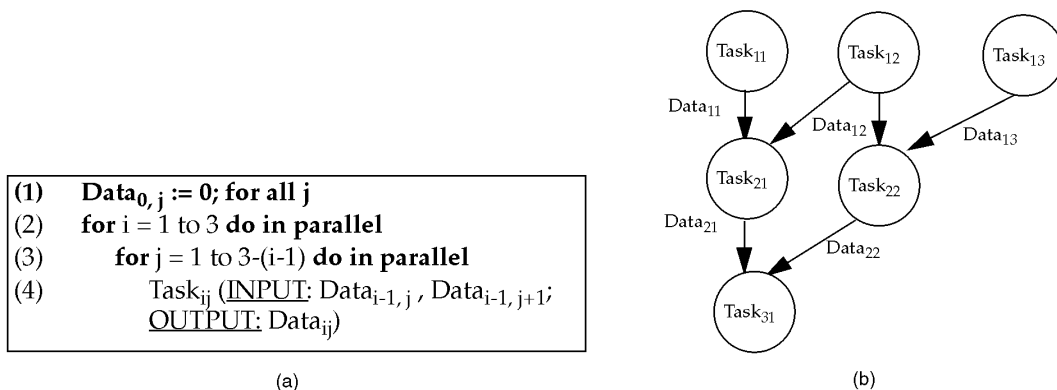 (1) Data0, j := 0; for all j
(2) for i = 1 to 3 do in parallel
(3) for j = 1 to 3-(i-1) do in parallel
(4) Taskij (INPUT: Datai-1, j , Datai-1, j+1;
OUTPUT: Dataij)
(a)
Task11
Task12
Task13
Data11
Data12
Data13
Task21
Task22
Data21
Data22
Task31
(b)